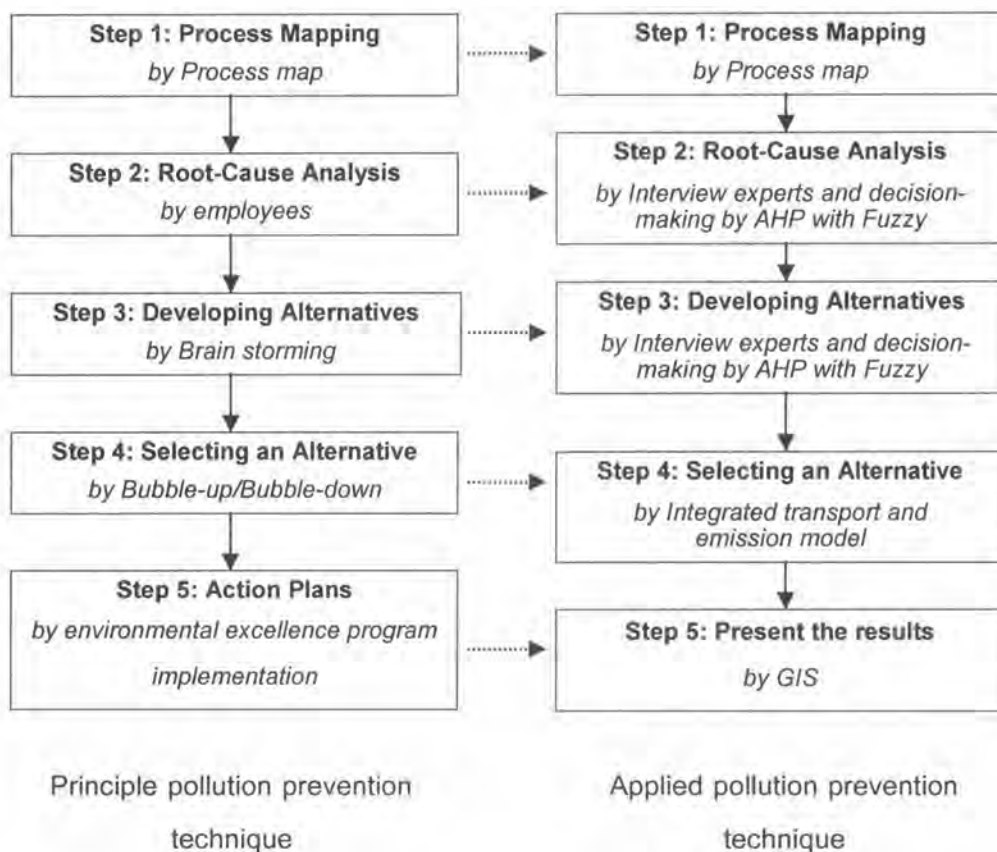 Step 1: Process Mapping
by Process map
Step 2: Root-Cause Analysis
by employees
Step 3: Developing Alternatives
by Brain storming
Step 4: Selecting an Alternative
by Bubble-up/Bubble-down
Step 5: Action Plans
by environmental excellence program
implementation
Principle pollution prevention
technique
Step 1: Process Mapping
by Process map
Step 2: Root-Cause Analysis
by Interview experts and decision-
making by AHP with Fuzzy
Step 3: Developing Alternatives
by Interview experts and decision-
making by AHP with Fuzzy
Step 4: Selecting an Alternative
by Integrated transport and
emission model
Step 5: Present the results
by GIS
Applied pollution prevention
technique